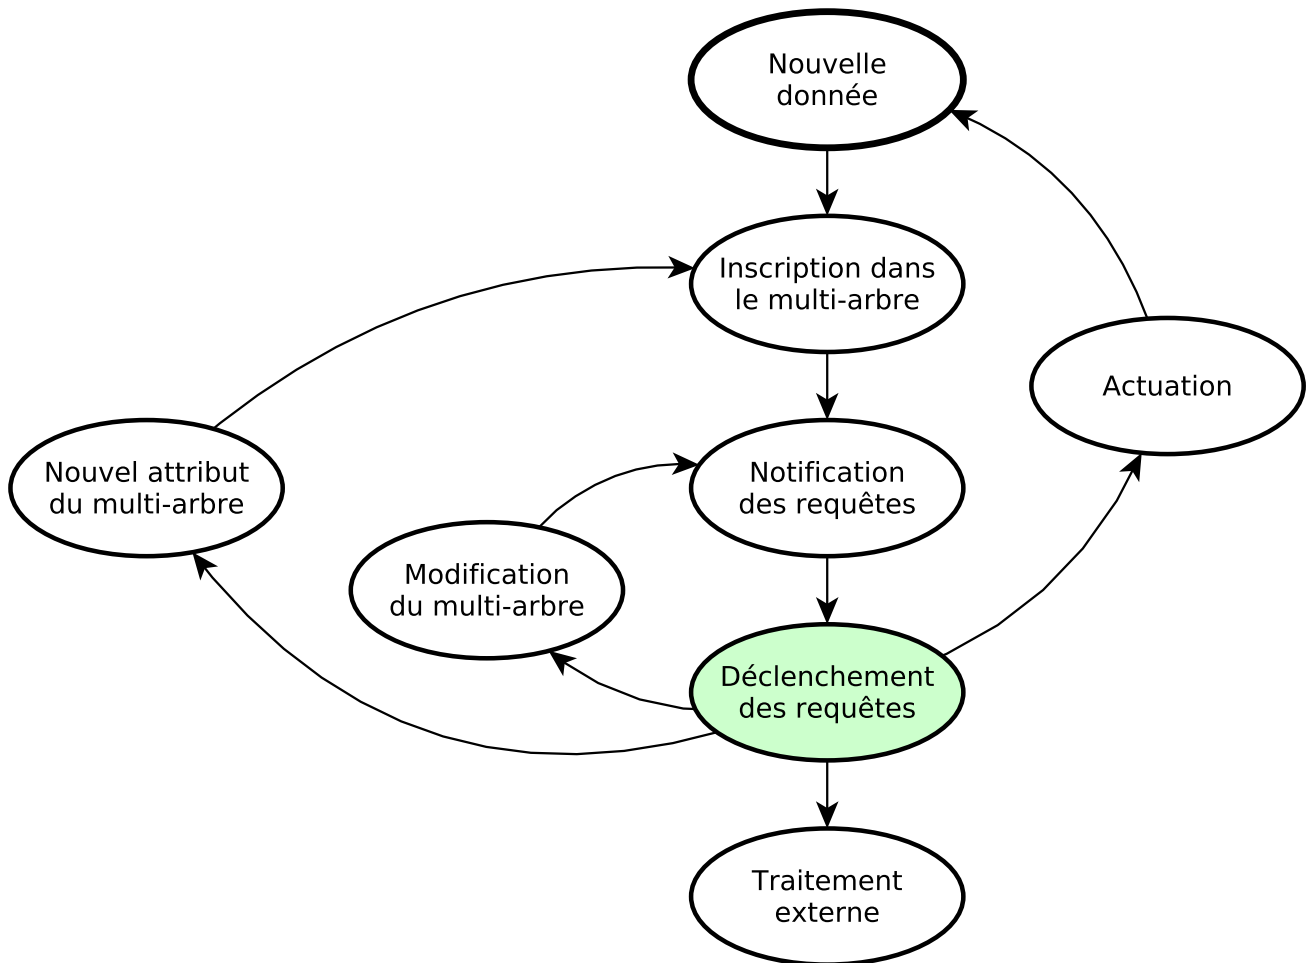 Nouvelle
donnée
Inscription dans
le multi-arbre
Actuation
Nouvel attribut
du multi-arbre
Notification
des requêtes
Modification
du multi-arbre
Déclenchement
des requêtes
Traitement
externe